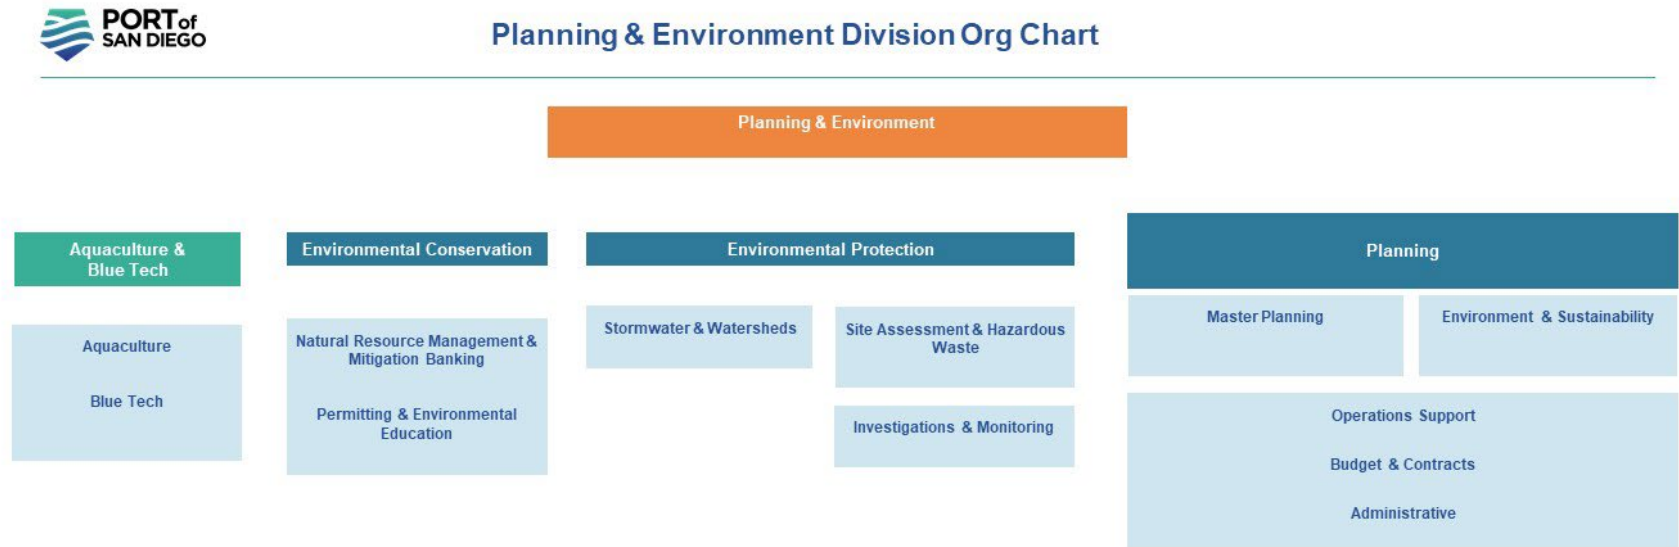 PORT of
SAN DIEGO
Planning & Environment Division Org Chart
Planning & Environment
Aquaculture &
Blue Tech
Aquaculture
Blue Tech
Environmental Conservation
Natural Resource Management &
Mitigation Banking
Permitting & Environmental
Education
Environmental Protection
Stormwater & Watersheds
Site Assessment & Hazardous
Waste
Investigations & Monitoring
Planning
Master Planning
Environment & Sustainability
Operations Support
Budget & Contracts
Administrative